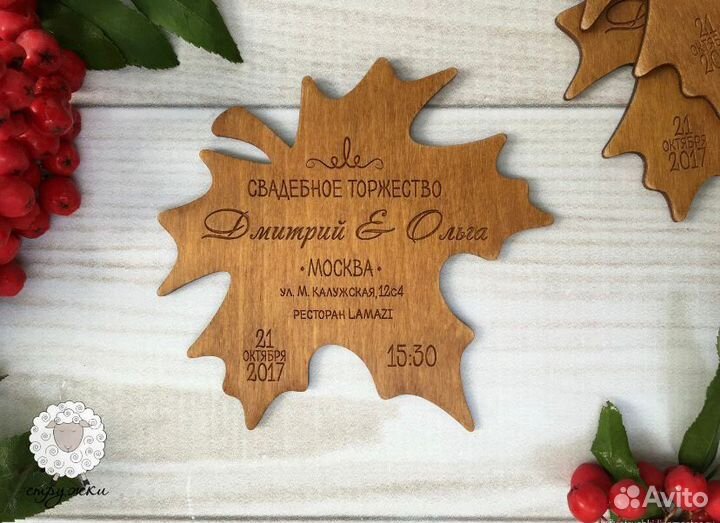 СВАДЕБНОЕ ТОРЖЕСТВО
Дмитрий & Ольга
• МОСКВА •
УЛ. М. КАЛУЖСКАЯ, 12с4
РЕСТОРАН LAMAZI
21
ОКТЯБРЯ
2017
15:30
21
ОКТЯБРЯ
2017
стружки
Avito